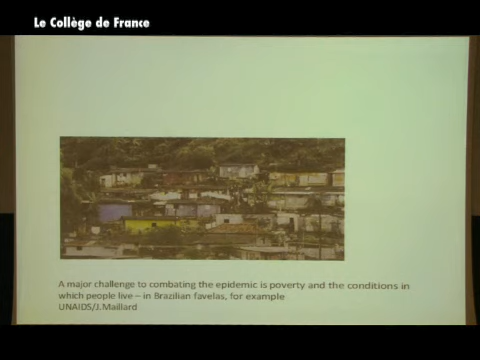 Le Collège de France
A major challenge to combating the epidemic is poverty and the conditions in
which people live – in Brazilian favelas, for example
UNAIDS/J.Maillard